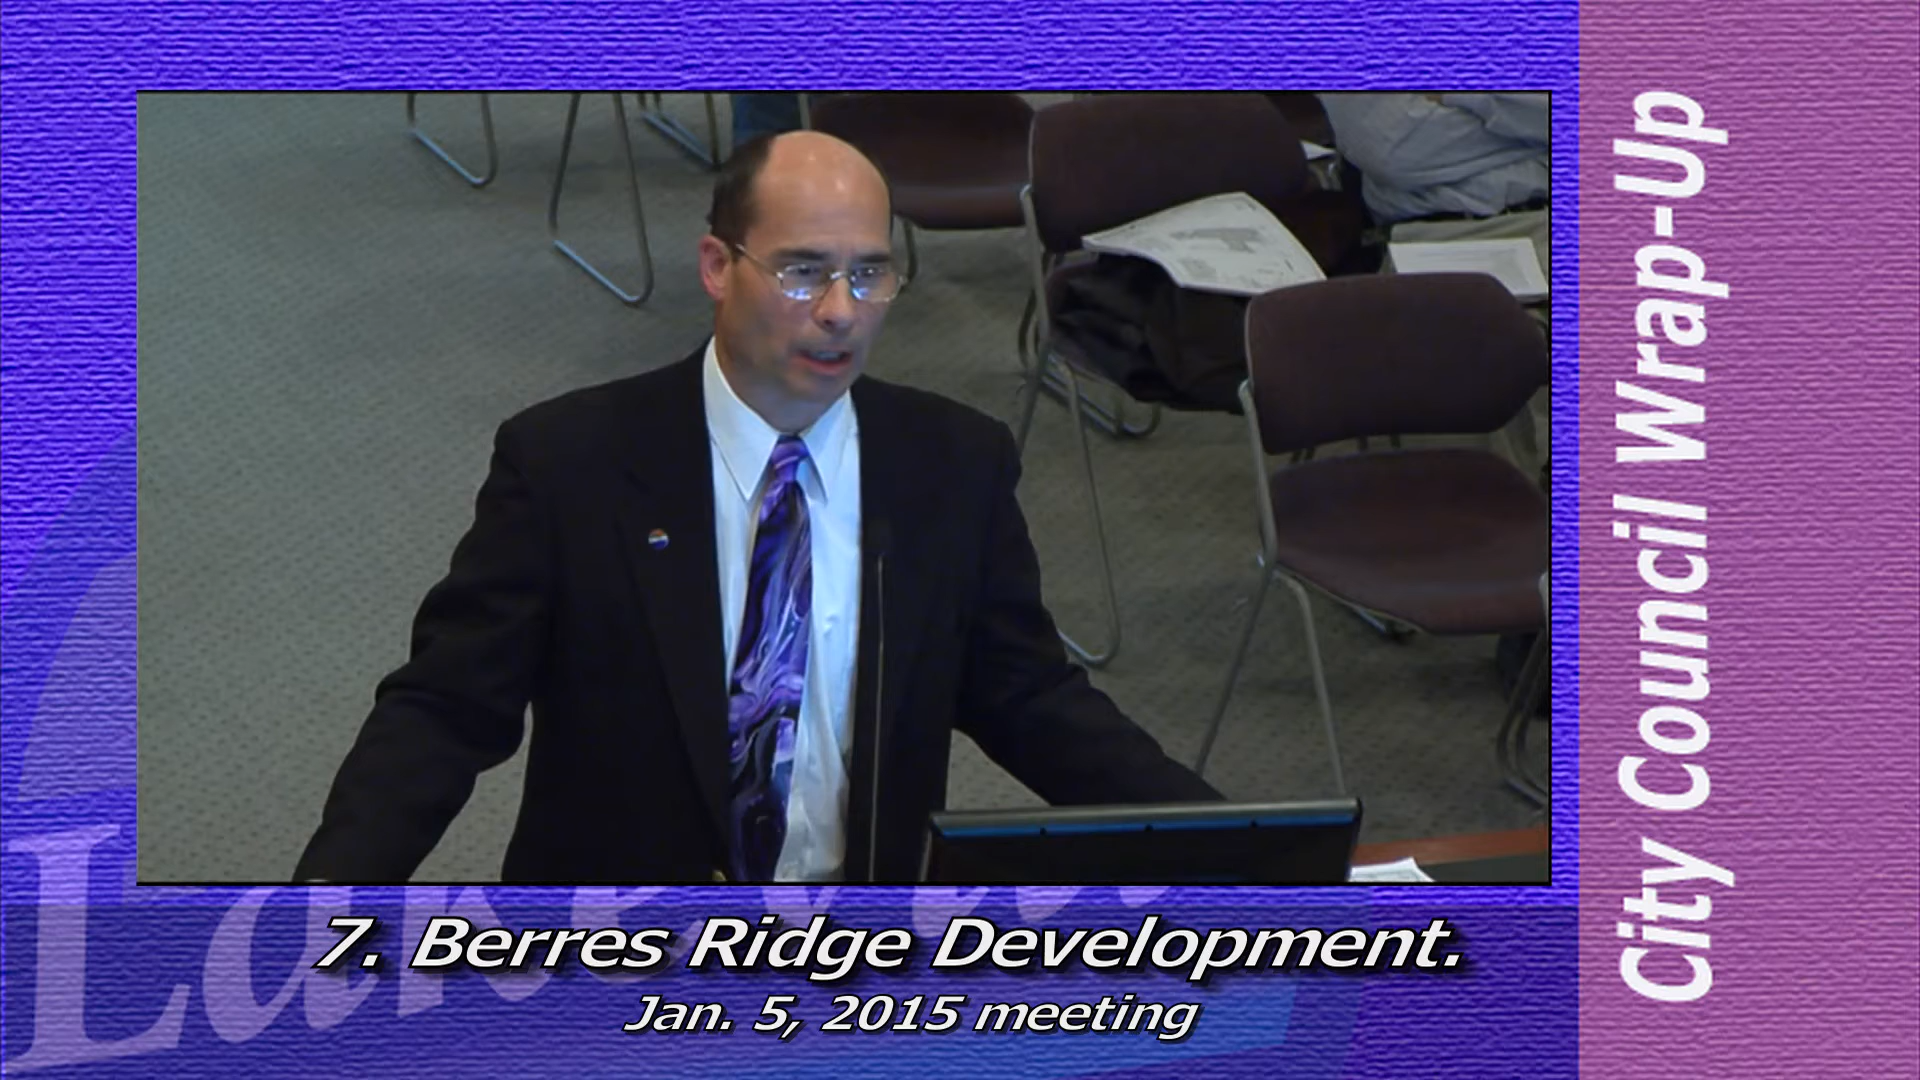 City Council Wrap-Up
7. Berres Ridge Development.
Jan. 5, 2015 meeting